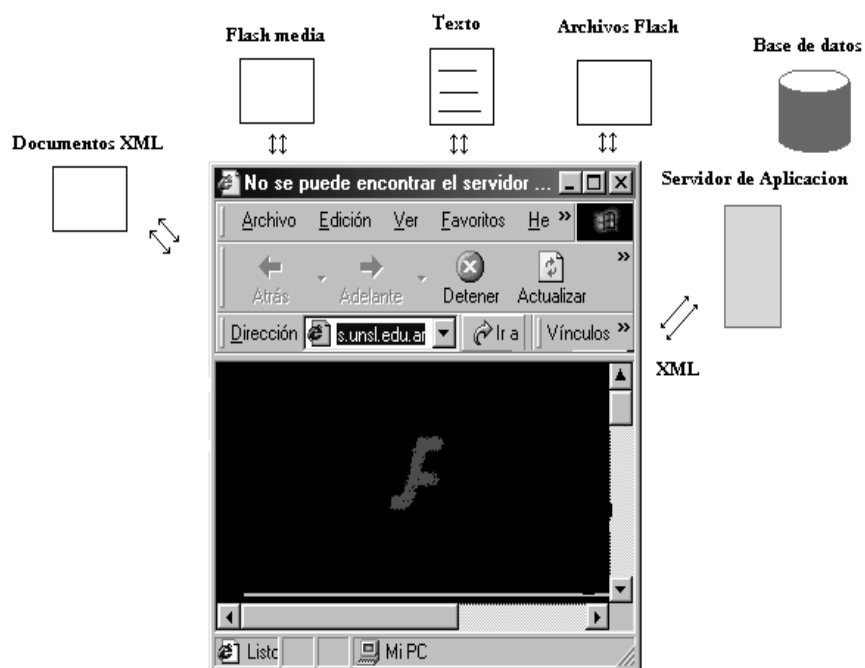 Flash media
Texto
Archivos Flash
Base de datos
Documentos XML
Servidor de Aplicacion
XML
No se puede encontrar el servidor ...
Archivo Edición Ver Favoritos He »
Atrás Adelante Detener Actualizar »
Dirección s.unsl.edu.ar Ir a Vínculos »
F
Listo Mi PC